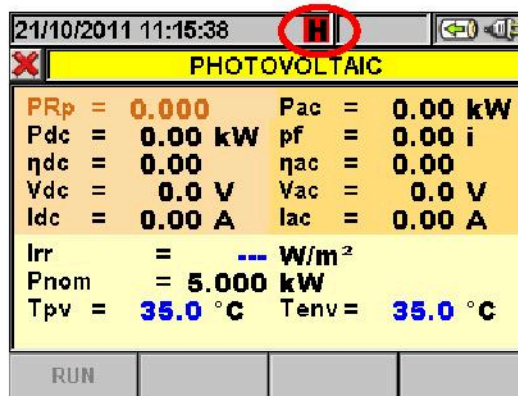 21/10/2011 11:15:38 H
PHOTOVOLTAIC
PRp = 0.000 Pac = 0.00 kW
Pdc = 0.00 kW pf = 0.00 i
ηdc = 0.00 ηac = 0.00
Vdc = 0.0 V Vac = 0.0 V
Idc = 0.00 A Iac = 0.00 A
Irr = --- W/m²
Pnom = 5.000 kW
Tpv = 35.0 °C Tenv = 35.0 °C
RUN